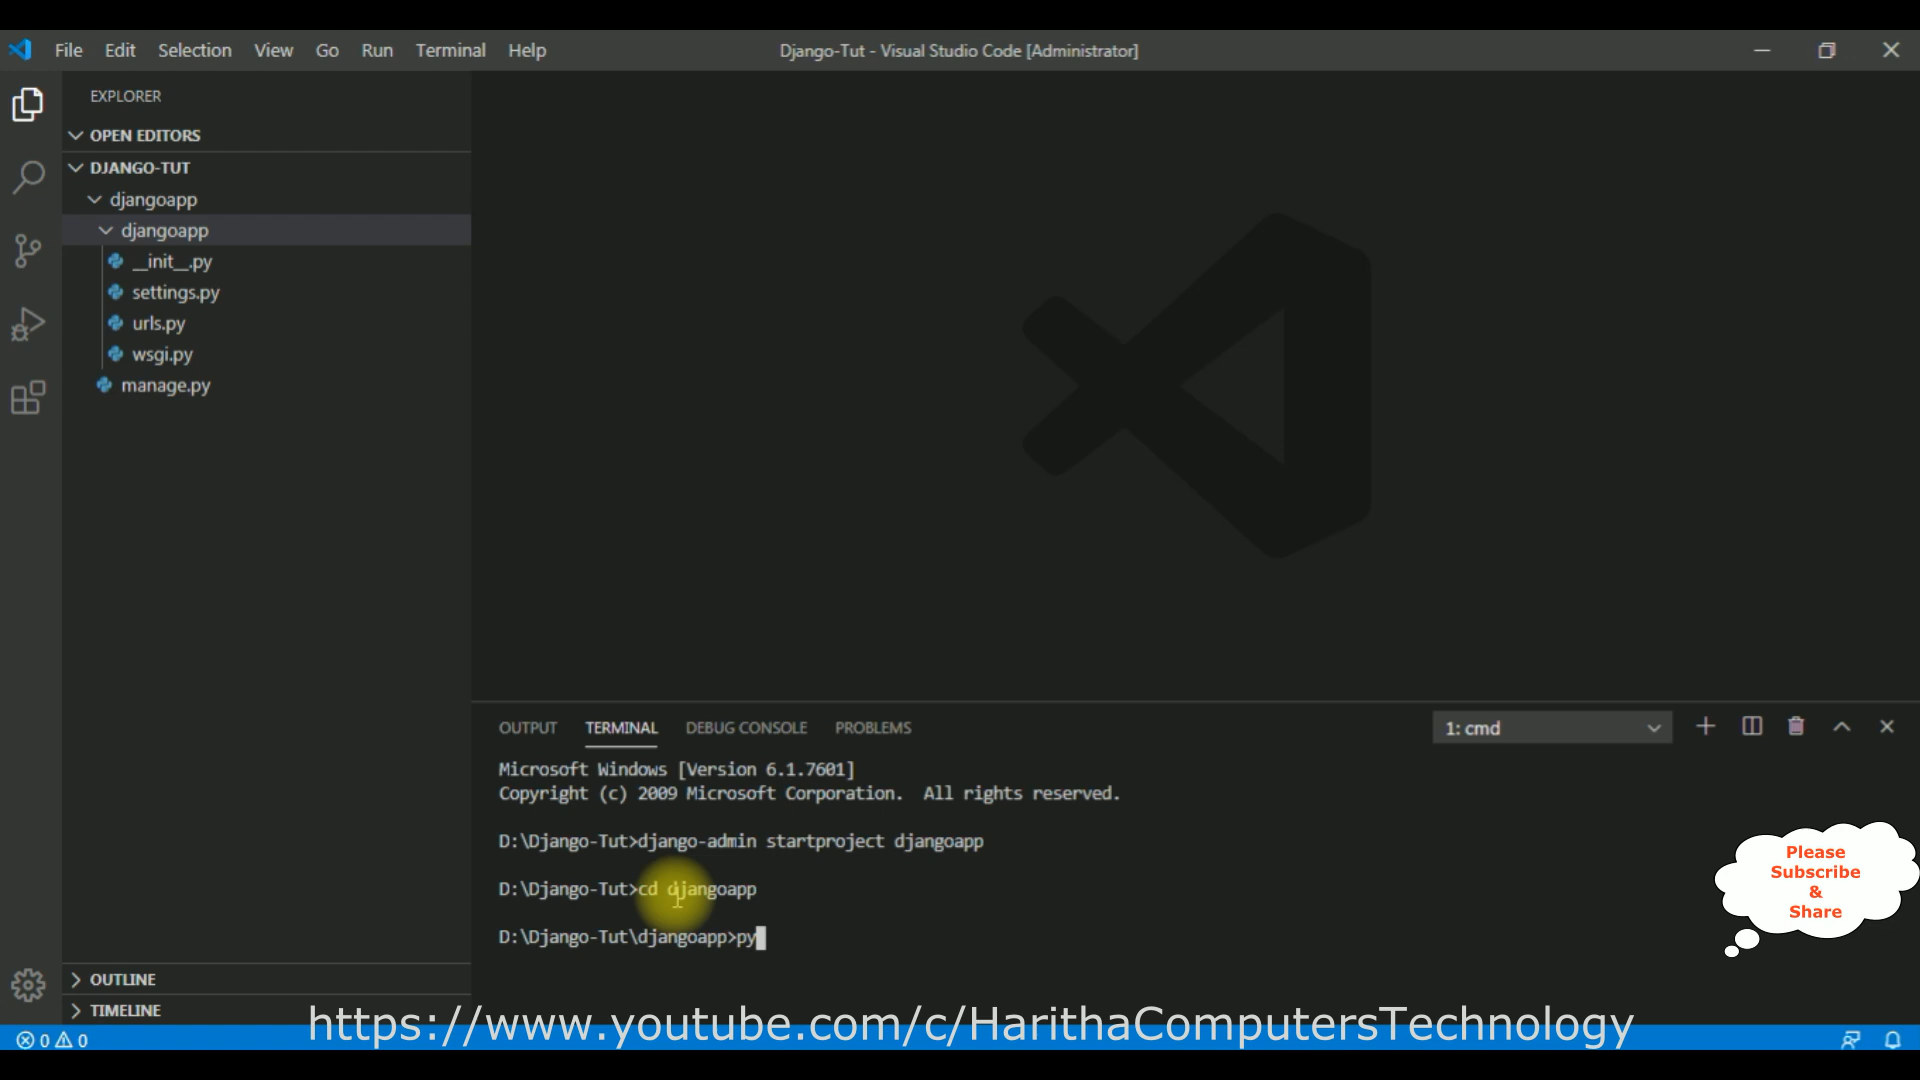 File Edit Selection View Go Run Terminal Help
Django-Tut - Visual Studio Code [Administrator]
EXPLORER
OPEN EDITORS
DJANGO-TUT
djangoapp
djangoapp
__init__.py
settings.py
urls.py
wsgi.py
manage.py
OUTLINE
TIMELINE
OUTPUT TERMINAL DEBUG CONSOLE PROBLEMS
1: cmd
Microsoft Windows [Version 6.1.7601]
Copyright (c) 2009 Microsoft Corporation. All rights reserved.
D:\Django-Tut>django-admin startproject djangoapp
D:\Django-Tut>cd djangoapp
D:\Django-Tut\djangoapp>py
Please
Subscribe
&
Share
https://www.youtube.com/c/HarithaComputersTechnology
0 0